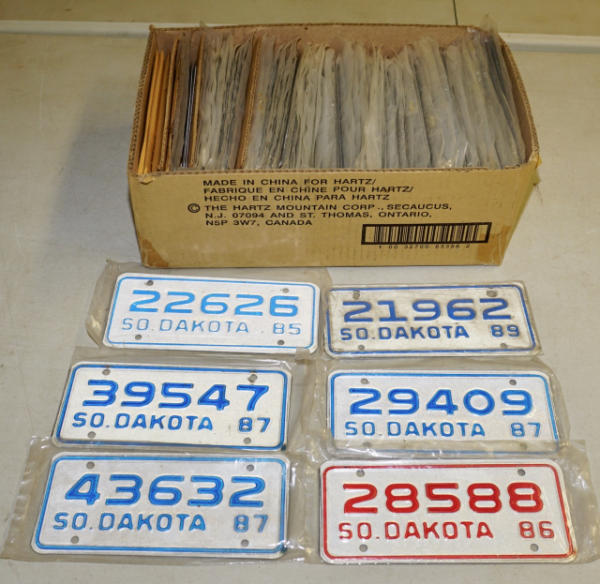 MADE IN CHINA FOR HARTZ/
FABRIQUE EN CHINE POUR HARTZ/
HECHO EN CHINA PARA HARTZ
© THE HARTZ MOUNTAIN CORP., SECAUCUS,
N.J. 07094 AND ST. THOMAS, ONTARIO,
N5P 3W7, CANADA
22626
SO.DAKOTA 85
21962
SO.DAKOTA 89
39547
SO.DAKOTA 87
29409
SO.DAKOTA 87
43632
SO.DAKOTA 87
28588
SO.DAKOTA 86